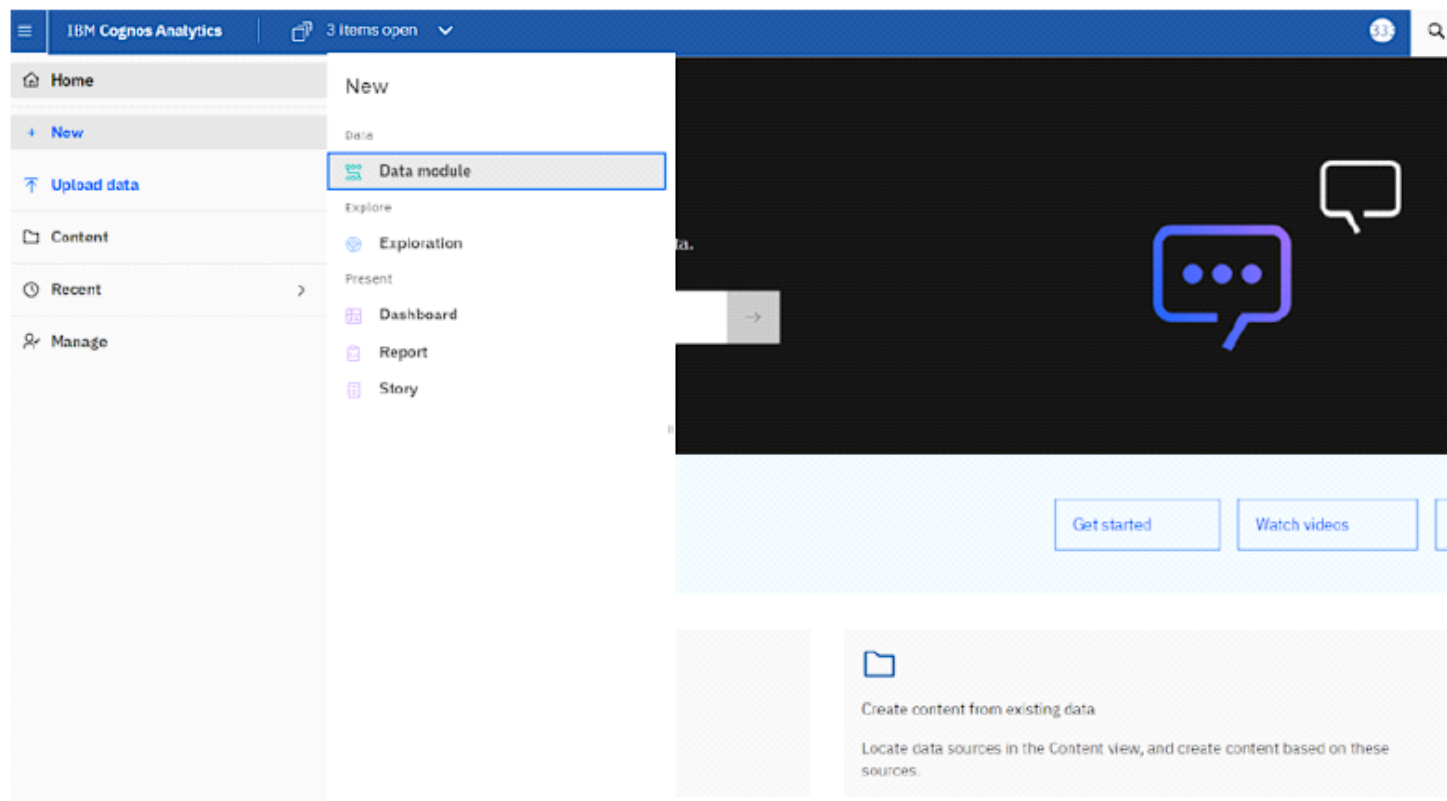 IBM Cognos Analytics
3 items open
Home
New
Upload data
Content
Recent
Manage
New
Data
Data module
Explore
Exploration
Present
Dashboard
Report
Story
ta.
Get started
Watch videos
Create content from existing data
Locate data sources in the Content view, and create content based on these
sources.